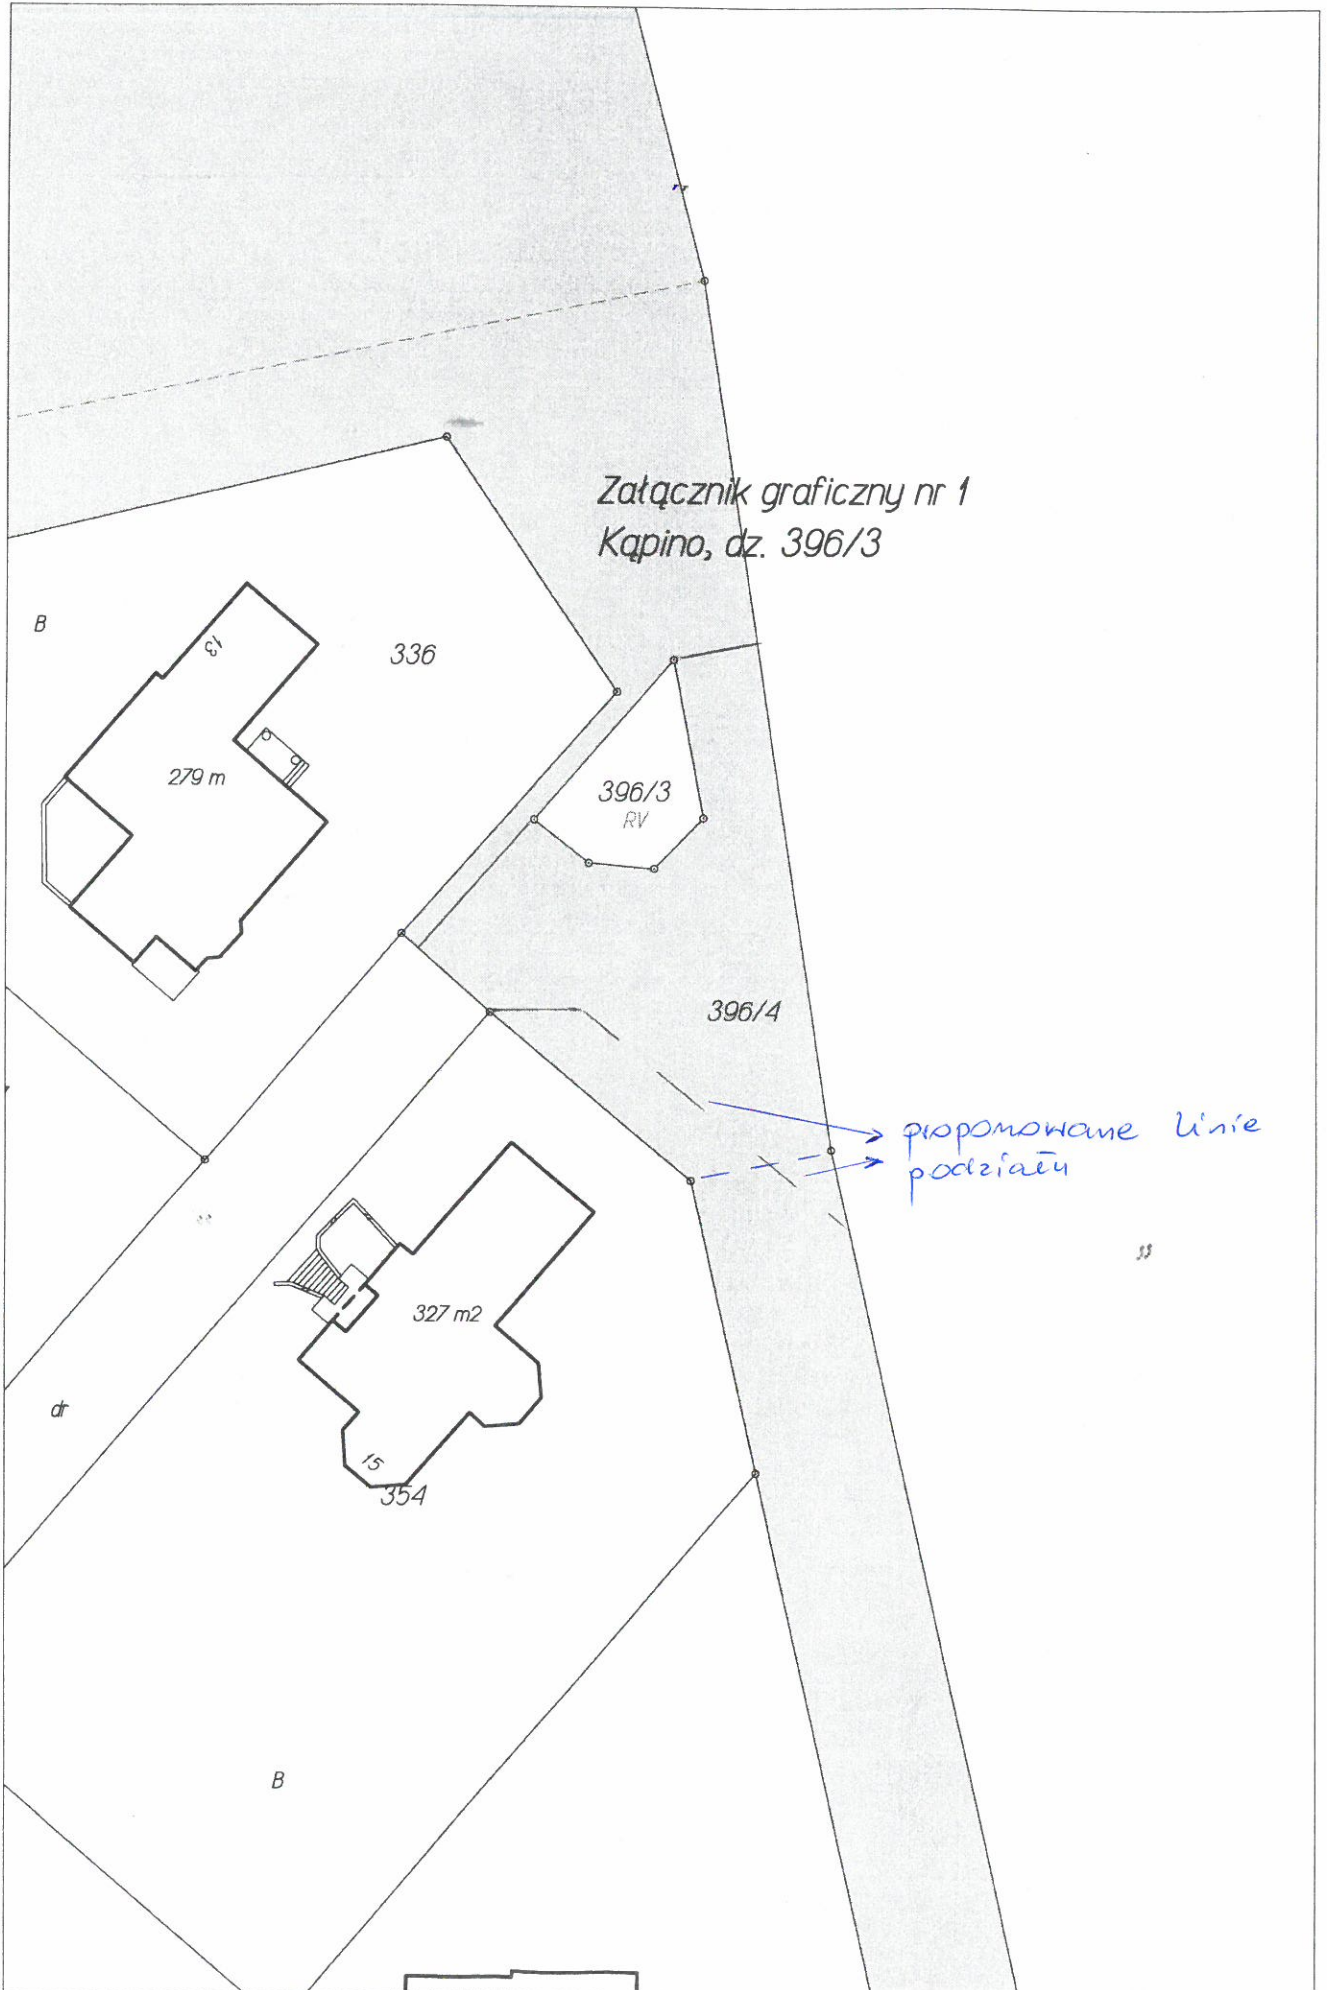 Załącznik graficzny nr 1
Kąpino, dz. 396/3
B
13
336
279 m
396/3
RV
396/4
proponowane linie
podziału
327 m2
dr
15
354
B